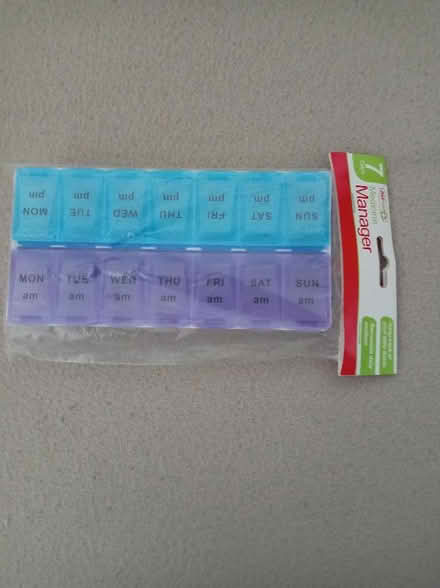 MON TUE WED THU FRI SAT SUN
pm pm pm pm pm pm pm
MON TUE WED THU FRI SAT SUN
am am am am am am am
7
Medicine
Manager